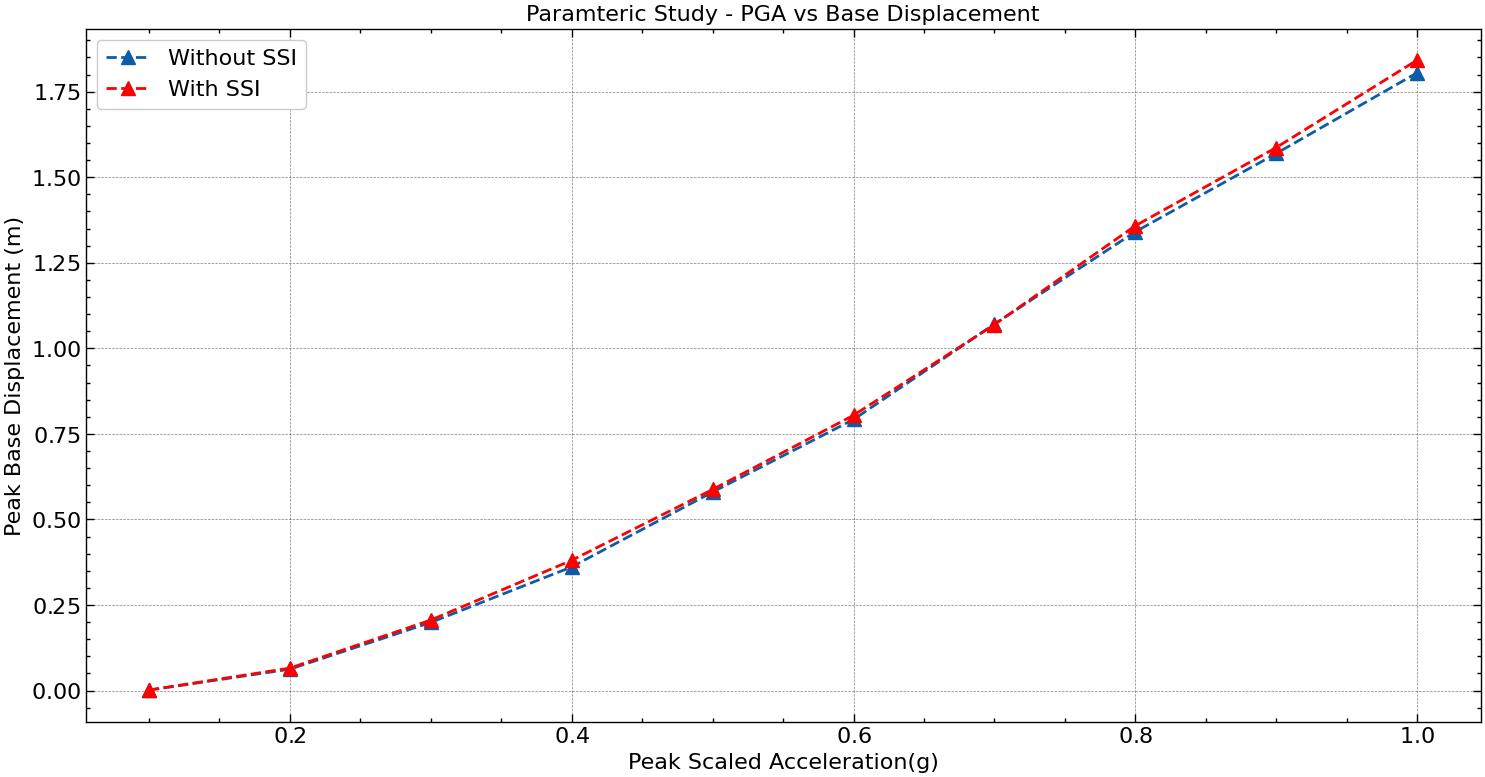 Paramteric Study - PGA vs Base Displacement
Without SSI
With SSI
Peak Base Displacement (m)
1.75
1.50
1.25
1.00
0.75
0.50
0.25
0.00
0.2 0.4 0.6 0.8 1.0
Peak Scaled Acceleration(g)